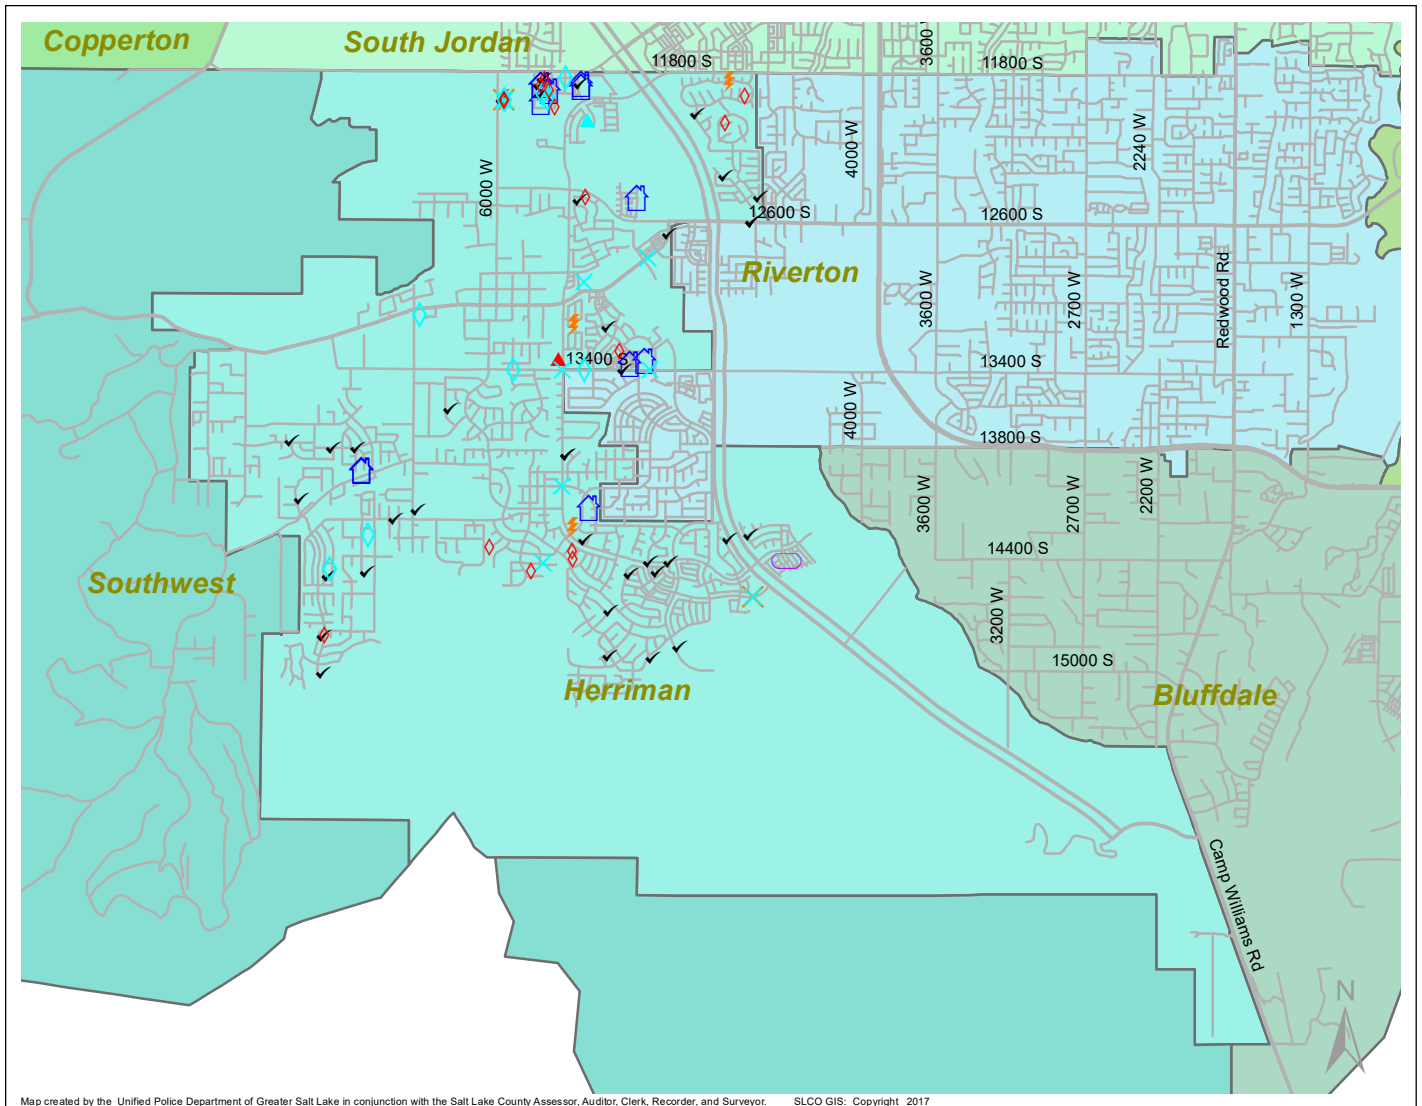 Copperton
South Jordan
11800 S
3600
11800 S
4000 W
2240 W
6000 W
12600 S
12600 S
Riverton
Redwood Rd
3600 W
2700 W
1300 W
13400 S
13400 S
4000 W
13800 S
3600 W
2700 W
2200 W
14400 S
Southwest
3200 W
15000 S
Herriman
Bluffdale
Camp Williams Rd
N
Map created by the Unified Police Department of Greater Salt Lake in conjunction with the Salt Lake County Assessor, Auditor, Clerk, Recorder, and Surveyor. SLCO GIS: Copyright 2017